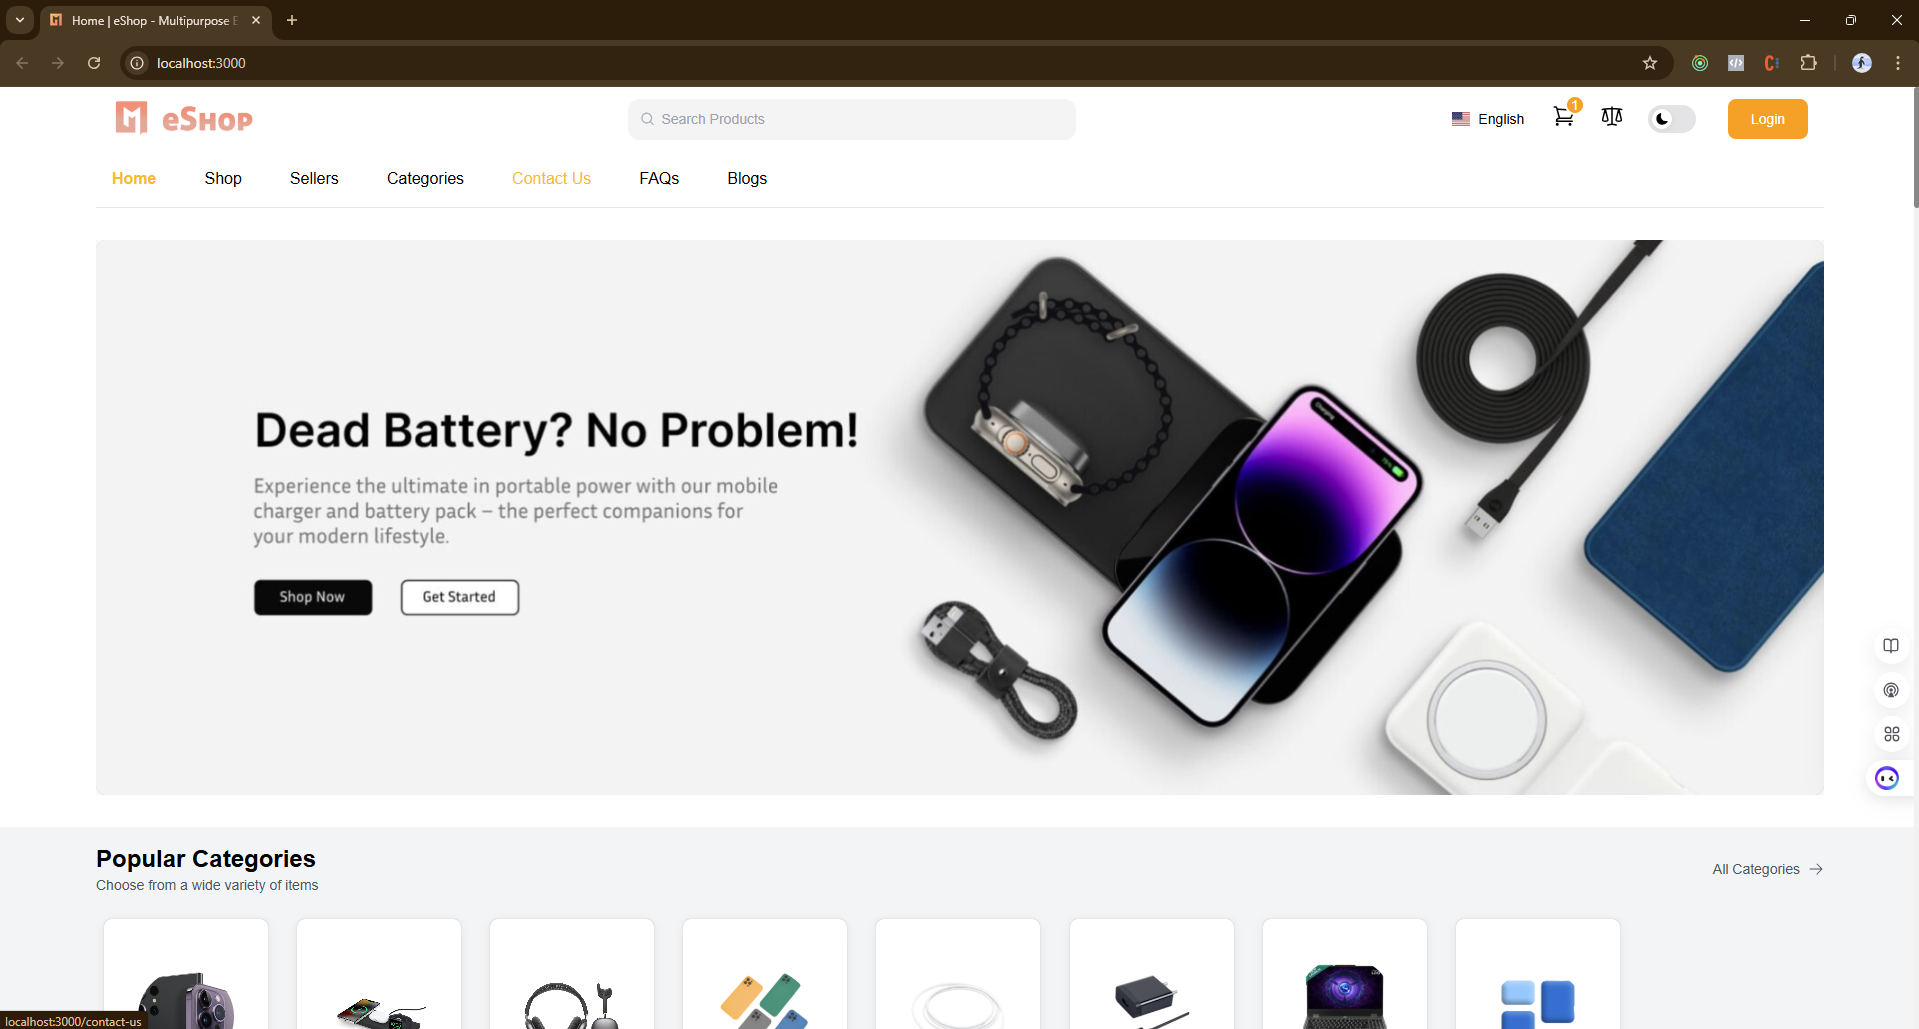 Home | eShop - Multipurpose E
localhost:3000
eShop
Search Products
English
1
Login
Home
Shop
Sellers
Categories
Contact Us
FAQs
Blogs
Dead Battery? No Problem!
Experience the ultimate in portable power with our mobile
charger and battery pack – the perfect companions for
your modern lifestyle.
Shop Now
Get Started
Charging
Popular Categories
Choose from a wide variety of items
All Categories
localhost:3000/contact-us